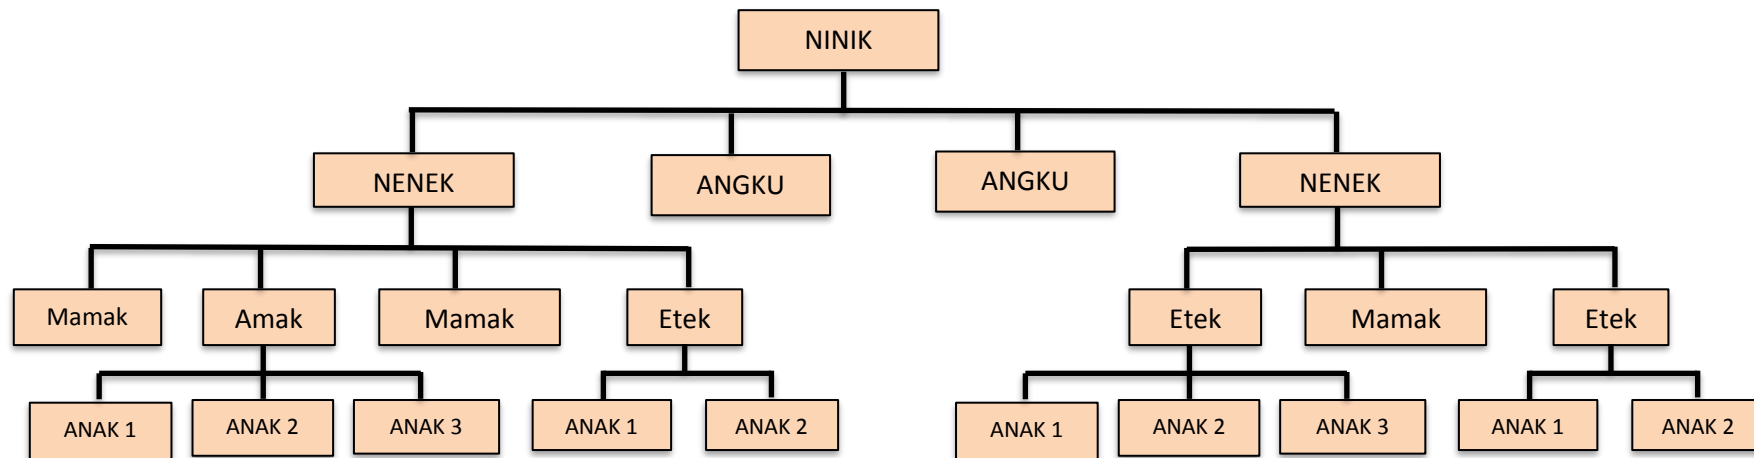 NINIK
NENEK
ANGKU
ANGKU
NENEK
Mamak
Amak
Mamak
Etek
Etek
Mamak
Etek
ANAK 1
ANAK 2
ANAK 3
ANAK 1
ANAK 2
ANAK 1
ANAK 2
ANAK 3
ANAK 1
ANAK 2